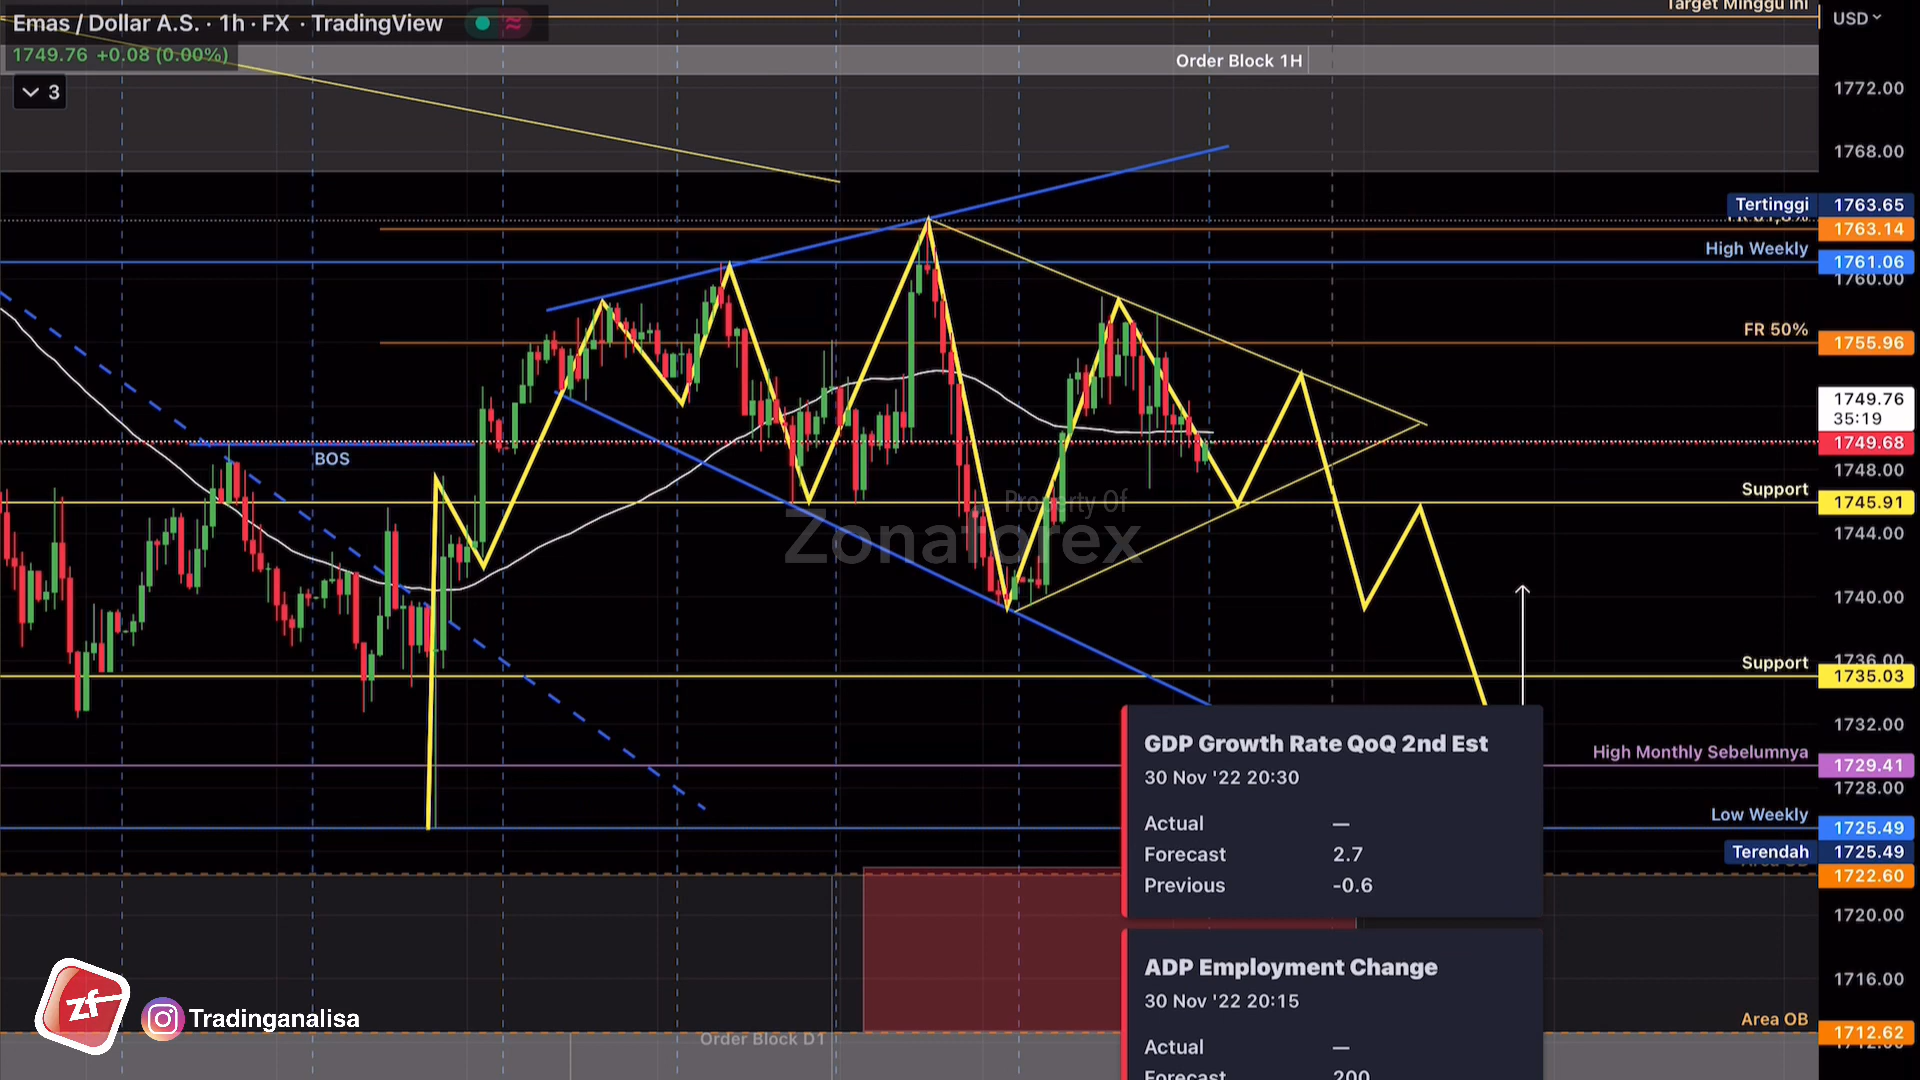 Target Minggu Ini
Emas / Dollar A.S. · 1h · FX · TradingView
USD
1749.76 +0.08 (0.00%)
Order Block 1H
3
1772.00
1768.00
Tertinggi 1763.65
1763.14
High Weekly 1761.06
1760.00
FR 50% 1755.96
1749.76
35:19
1749.68
BOS
1748.00
Support 1745.91
Property Of
Zonaforex
1744.00
1740.00
1736.00
Support 1735.03
1732.00
GDP Growth Rate QoQ 2nd Est
30 Nov '22 20:30
Actual —
Forecast 2.7
Previous -0.6
High Monthly Sebelumnya 1729.41
1728.00
Low Weekly 1725.49
Terendah 1725.49
1722.60
1720.00
ADP Employment Change
30 Nov '22 20:15
Actual —
Forecast 200
1716.00
Area OB 1712.62
1712.00
Order Block D1
zf
Tradinganalisa